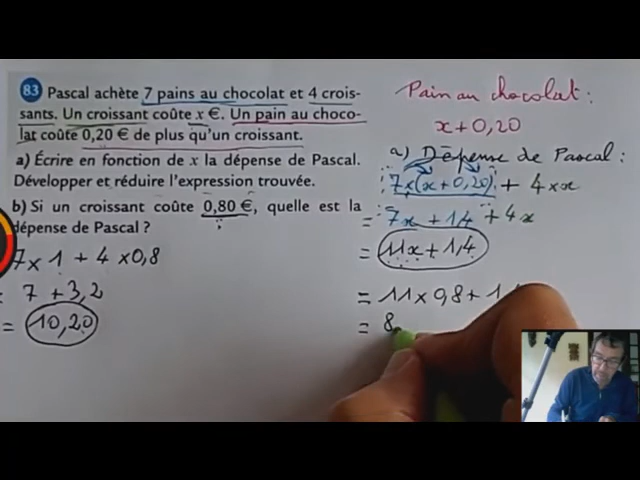 83 Pascal achète 7 pains au chocolat et 4 crois-
sants. Un croissant coûte x €. Un pain au choco-
lat coûte 0,20 € de plus qu'un croissant.
a) Écrire en fonction de x la dépense de Pascal.
Développer et réduire l'expression trouvée.
b) Si un croissant coûte 0,80 €, quelle est la
dépense de Pascal ?
7 x 1 + 4 x 0,8
= 7 + 3,2
= 10,20
Pain au chocolat :
x + 0,20
a) Dépense de Pascal :
7 x (x + 0,20) + 4 x x
= 7x + 1,4 + 4x
= 11x + 1,4
= 11 x 0,8 + 1,
= 8